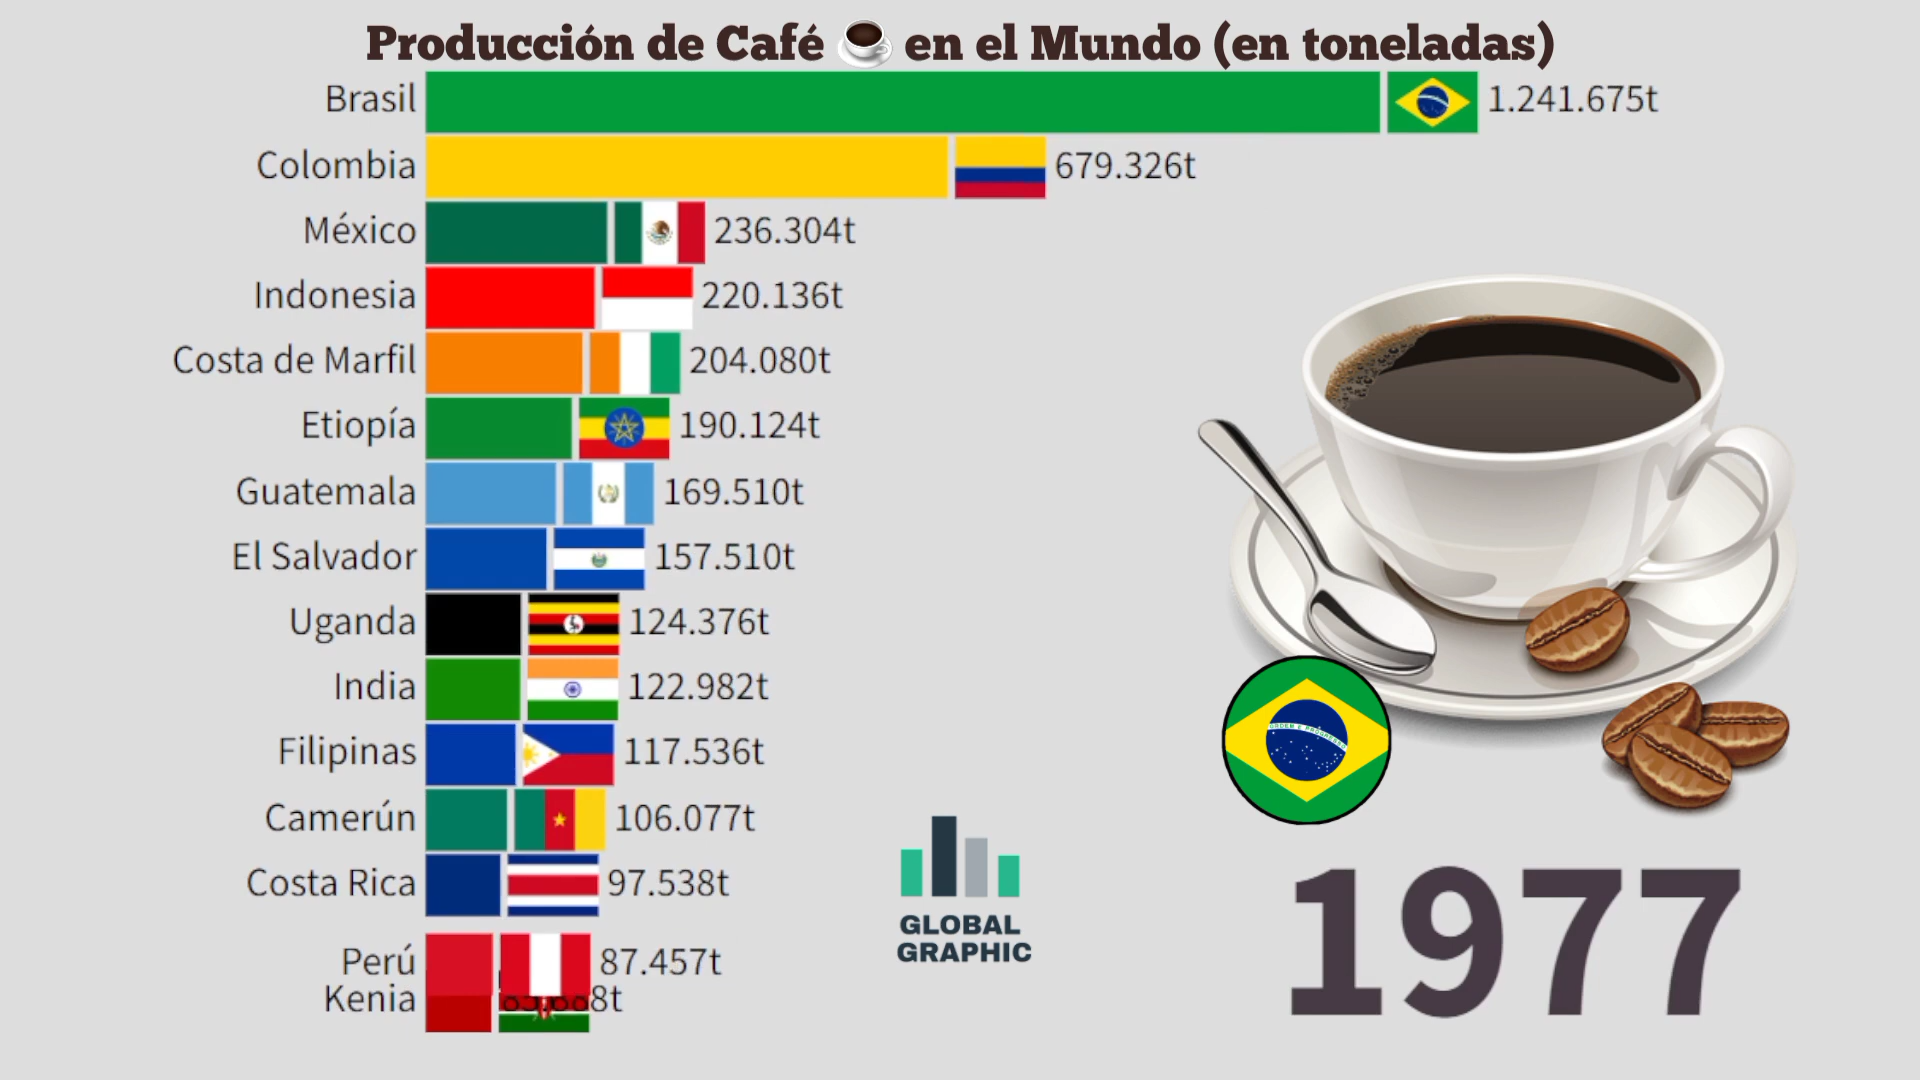 Producción de Café en el Mundo (en toneladas)
Brasil 1.241.675t
Colombia 679.326t
México 236.304t
Indonesia 220.136t
Costa de Marfil 204.080t
Etiopía 190.124t
Guatemala 169.510t
El Salvador 157.510t
Uganda 124.376t
India 122.982t
Filipinas 117.536t
Camerún 106.077t
Costa Rica 97.538t
Perú 87.457t
Kenia
GLOBAL
GRAPHIC
1977